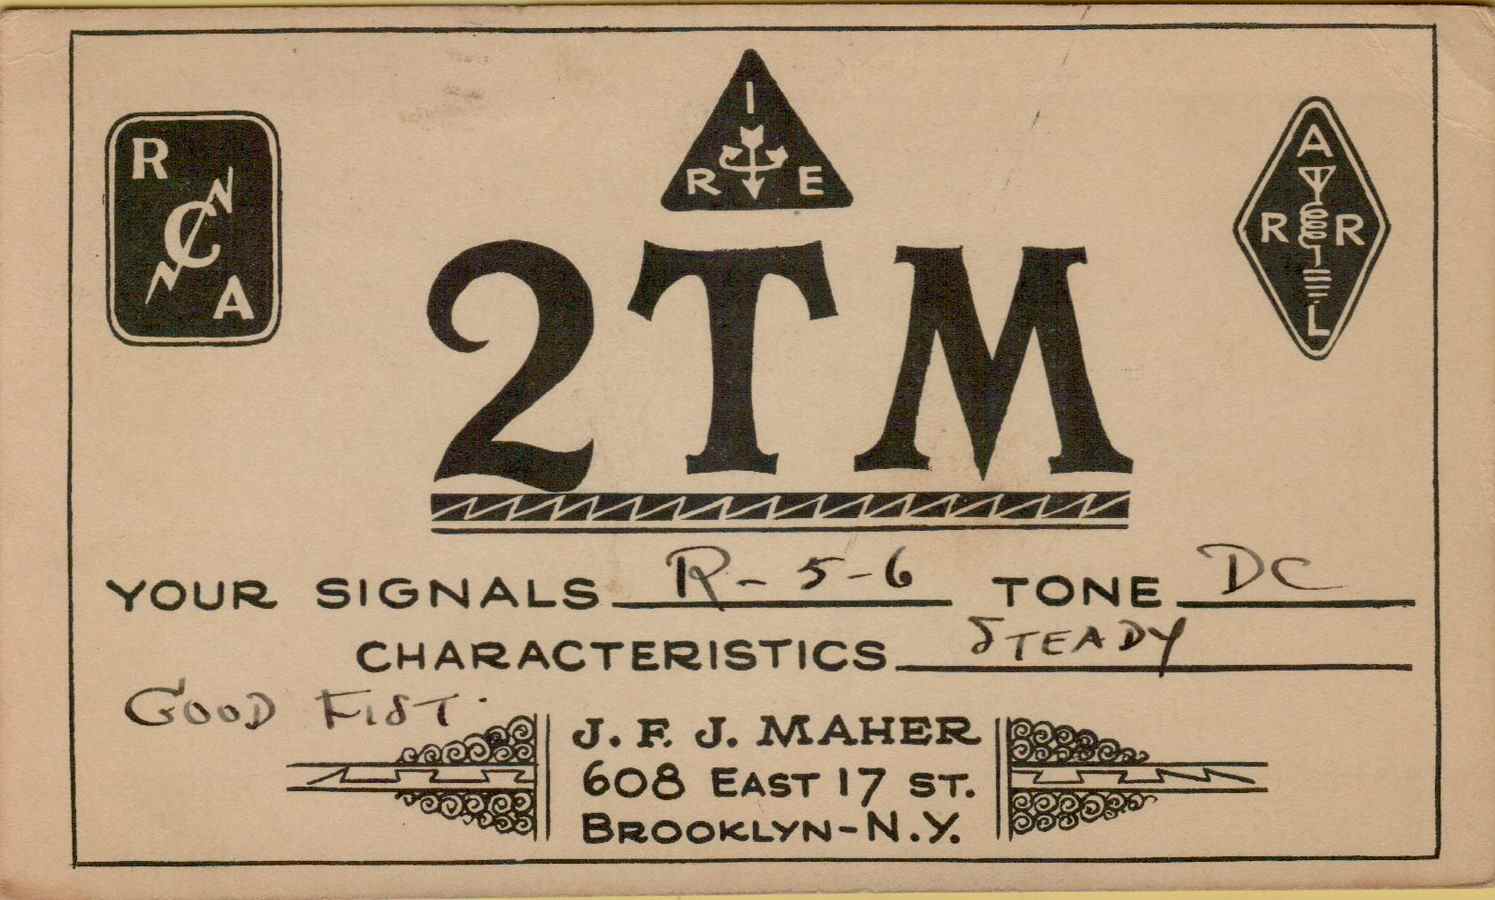 I
R E
R
C
A
A
R R
L
2TM
YOUR SIGNALS R-5-6 TONE DC
CHARACTERISTICS STEADY
GOOD FIST.
J. F. J. MAHER
608 EAST 17 ST.
BROOKLYN-N.Y.